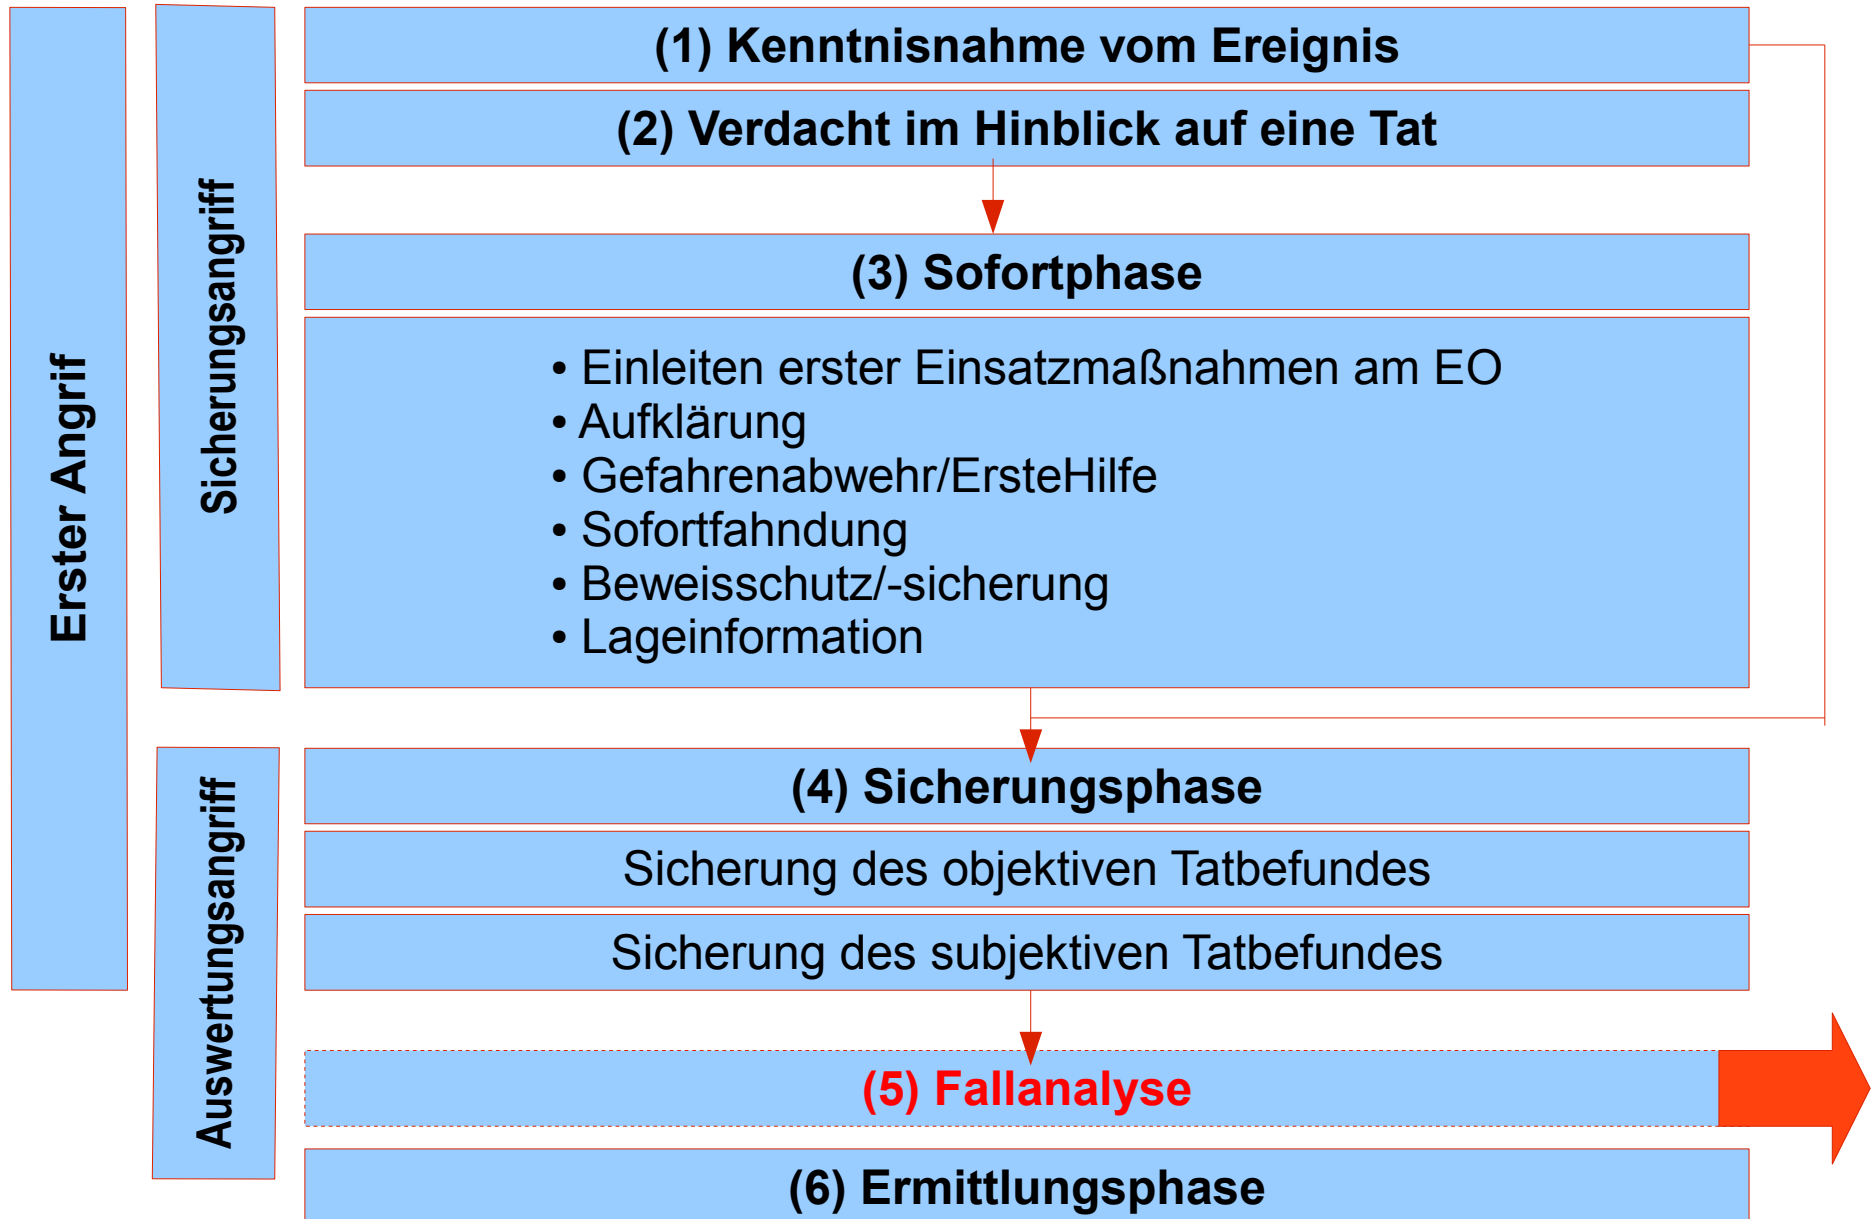 Erster Angrif
Sicherungsangriff
(1) Kenntnisnahme vom Ereignis
(2) Verdacht im Hinblick auf eine Tat
(3) Sofortphase
• Einleiten erster Einsatzmaßnahmen am EO
• Aufklärung
• Gefahrenabwehr/ErsteHilfe
• Sofortfahndung
• Beweisschutz/-sicherung
• Lageinformation
Auswertungsangriff
(4) Sicherungsphase
Sicherung des objektiven Tatbefundes
Sicherung des subjektiven Tatbefundes
(5) Fallanalyse
(6) Ermittlungsphase